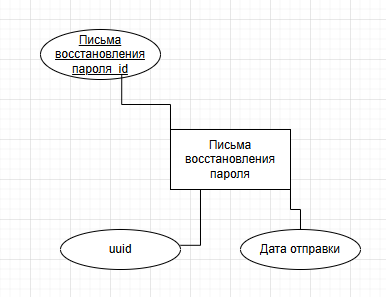 Письма
восстановления
пароля_id
Письма
восстановления
пароля
uuid
Дата отправки